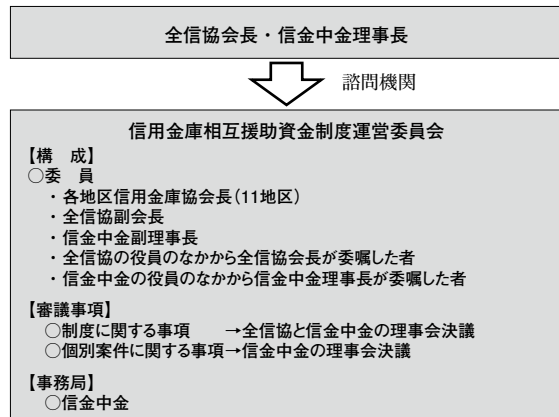 全信協会長・信金中金理事長
諮問機関
信用金庫相互援助資金制度運営委員会
【構　成】
○委　員
・各地区信用金庫協会長（11地区）
・全信協副会長
・信金中金副理事長
・全信協の役員のなかから全信協会長が委嘱した者
・信金中金の役員のなかから信金中金理事長が委嘱した者
【審議事項】
○制度に関する事項　　→全信協と信金中金の理事会決議
○個別案件に関する事項→信金中金の理事会決議
【事務局】
○信金中金